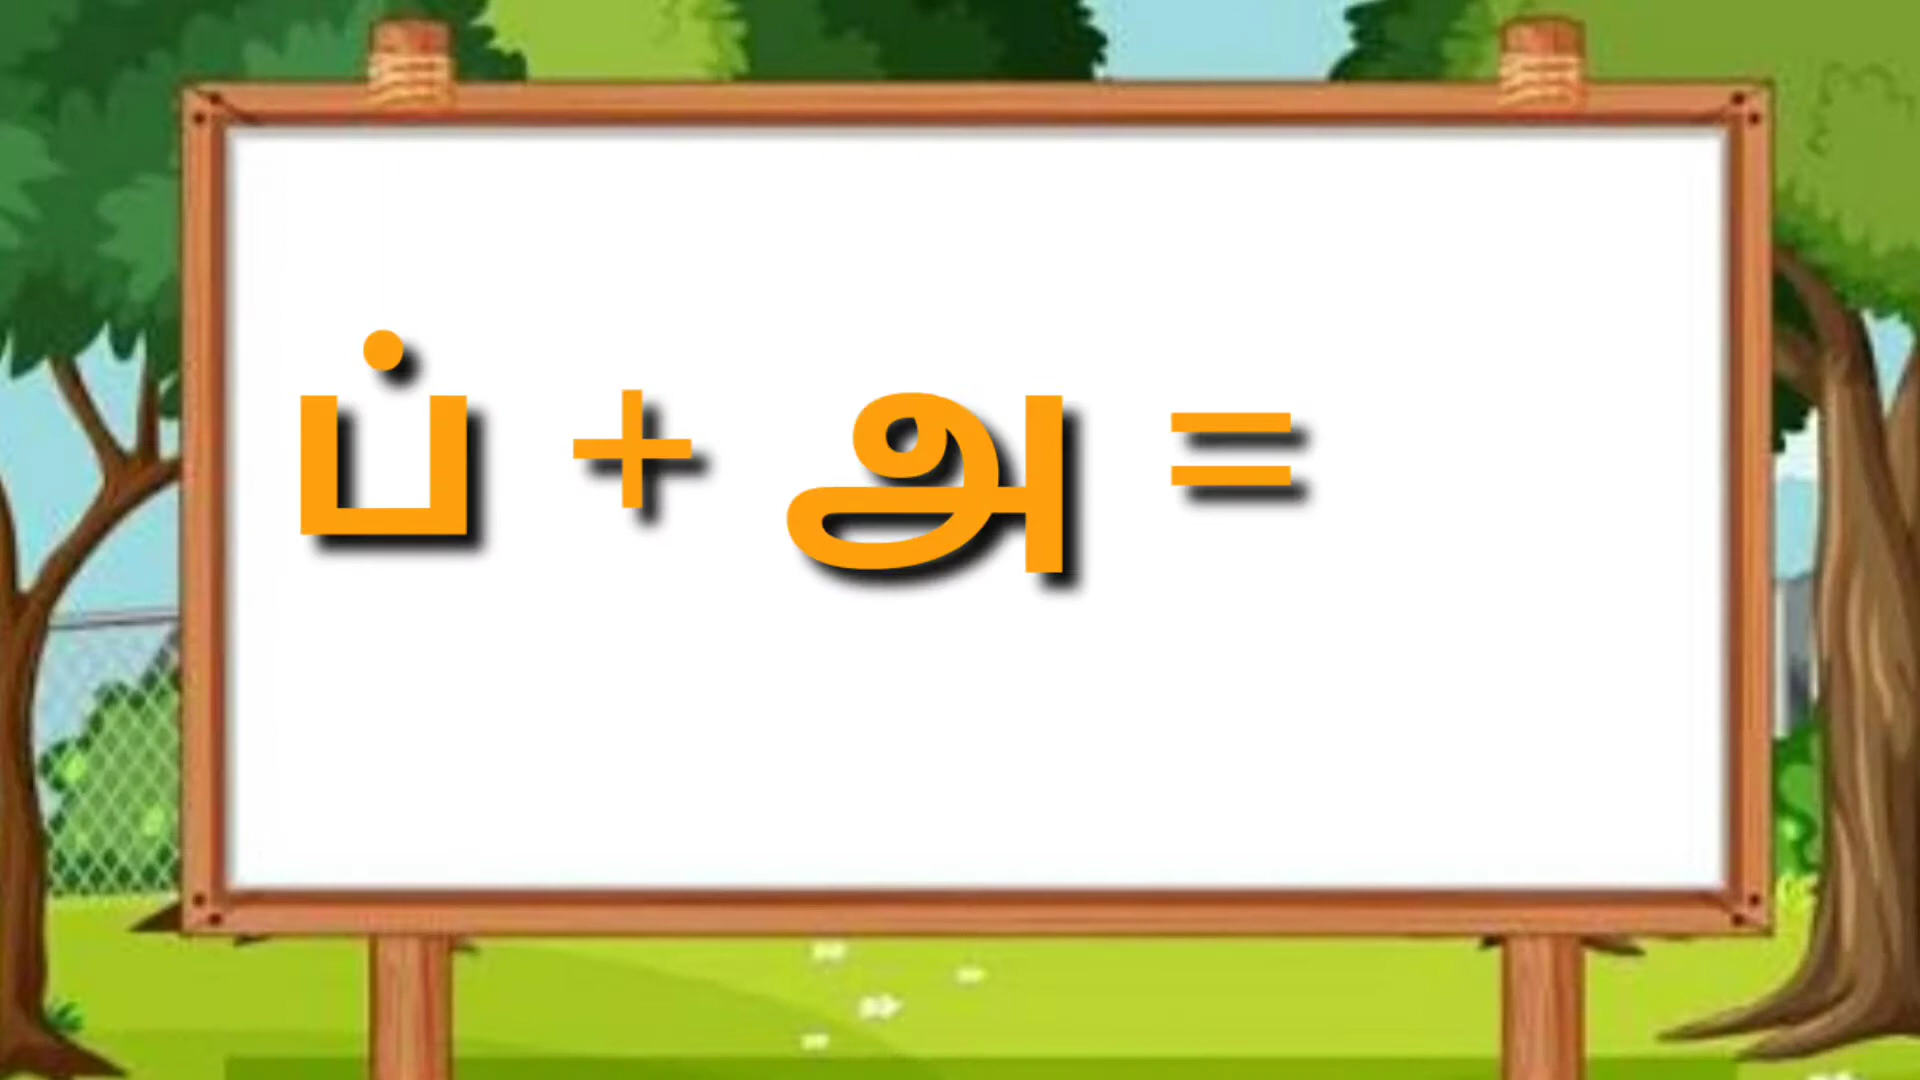 ப் + அ =